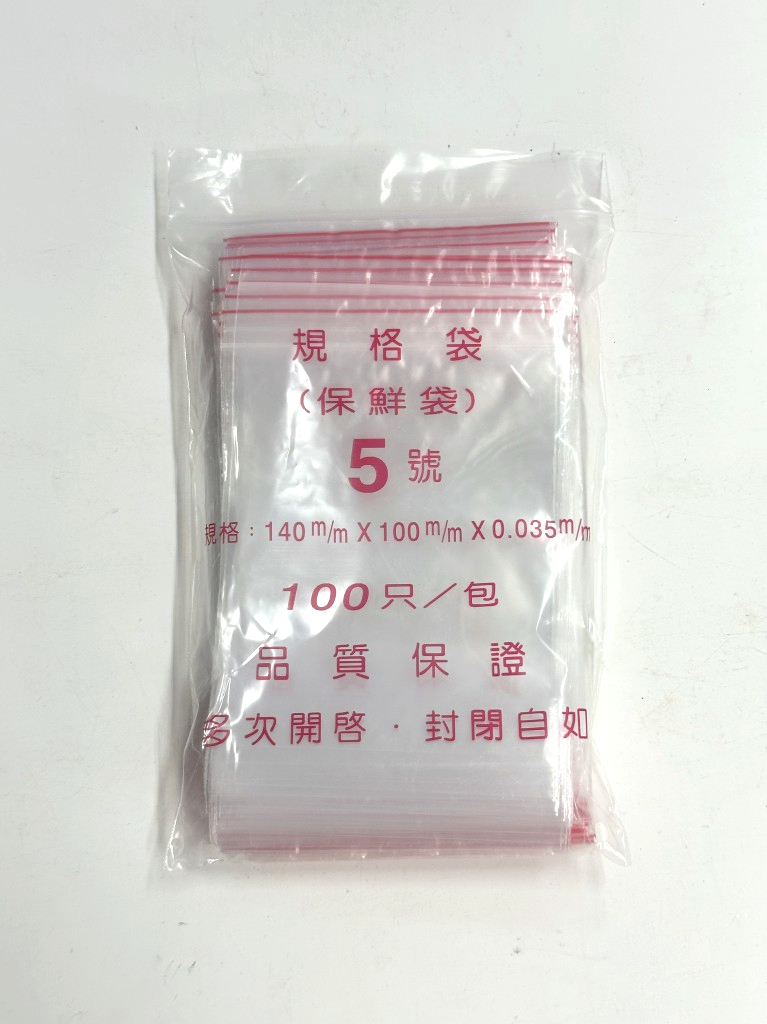 規格袋
(保鮮袋)
5號
規格：140m/m X 100m/m X 0.035m/m
100只／包
品質保證
多次開啓・封閉自如